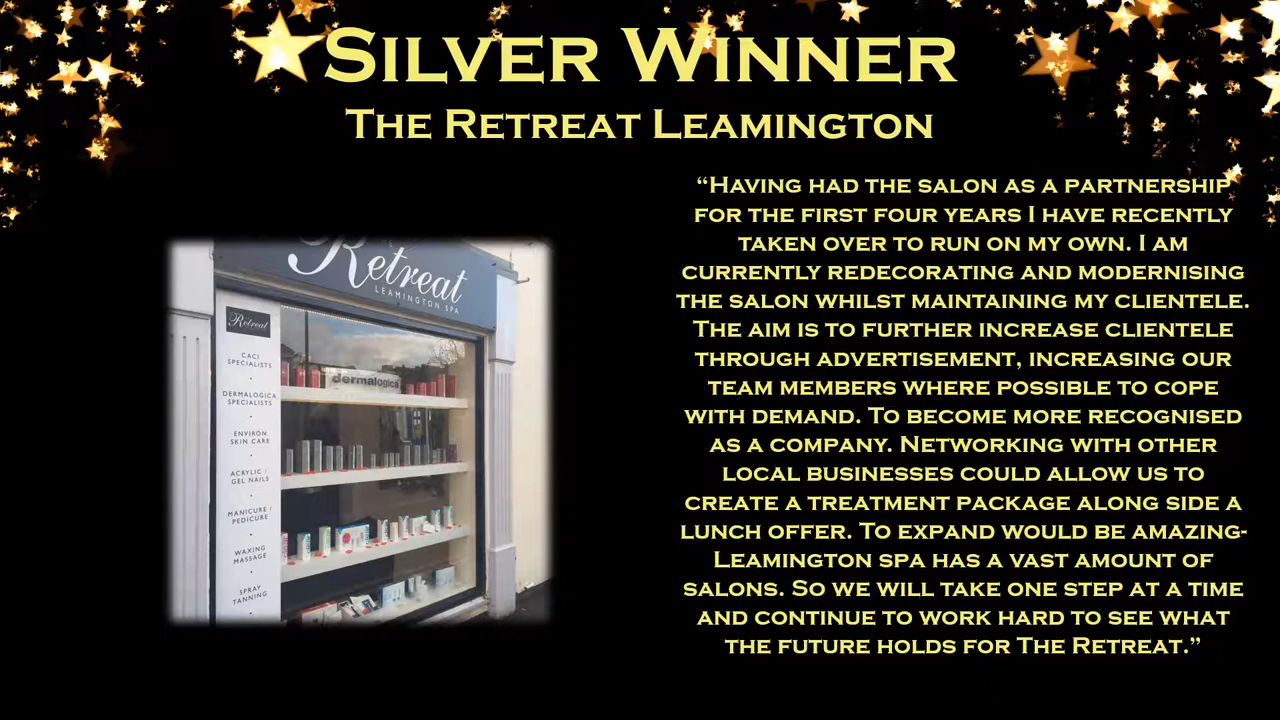 Silver Winner
The Retreat Leamington
“Having had the salon as a partnership
for the first four years I have recently
taken over to run on my own. I am
currently redecorating and modernising
the salon whilst maintaining my clientele.
The aim is to further increase clientele
through advertisement, increasing our
team members where possible to cope
with demand. To become more recognised
as a company. Networking with other
local businesses could allow us to
create a treatment package along side a
lunch offer. To expand would be amazing-
Leamington spa has a vast amount of
salons. So we will take one step at a time
and continue to work hard to see what
the future holds for The Retreat.”
Retreat
LEAMINGTON SPA
Retreat
CACI
SPECIALISTS
DERMALOGICA
SPECIALISTS
ENVIRON
SKIN CARE
ACRYLIC /
GEL NAILS
MANICURE /
PEDICURE
WAXING
MASSAGE
SPRAY
TANNING
dermalogica